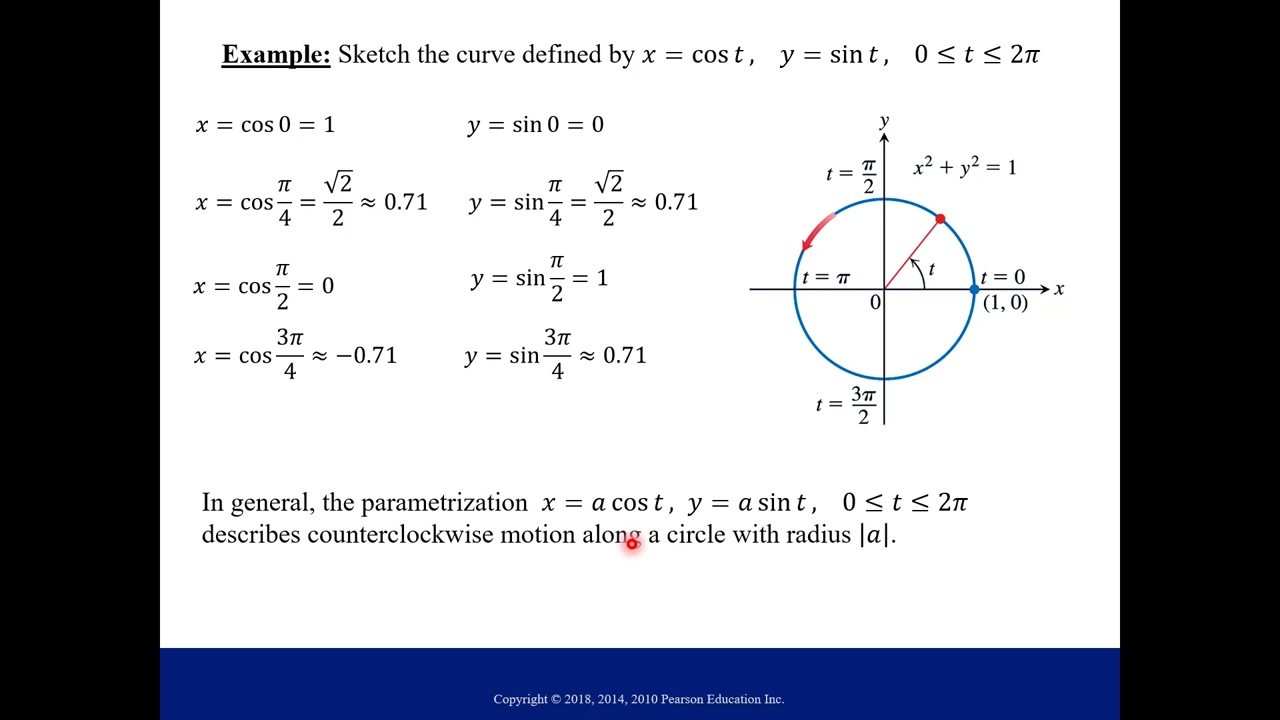 Example: Sketch the curve defined by x = cos t , y = sin t , 0 ≤ t ≤ 2π
x = cos 0 = 1 y = sin 0 = 0
x = cos π/4 = √2/2 ≈ 0.71 y = sin π/4 = √2/2 ≈ 0.71
x = cos π/2 = 0 y = sin π/2 = 1
x = cos 3π/4 ≈ −0.71 y = sin 3π/4 ≈ 0.71
y
t = π/2
x² + y² = 1
t
t = π
t = 0
x
0
(1, 0)
t = 3π/2
In general, the parametrization x = a cos t , y = a sin t , 0 ≤ t ≤ 2π
describes counterclockwise motion along a circle with radius |a|.
Copyright © 2018, 2014, 2010 Pearson Education Inc.